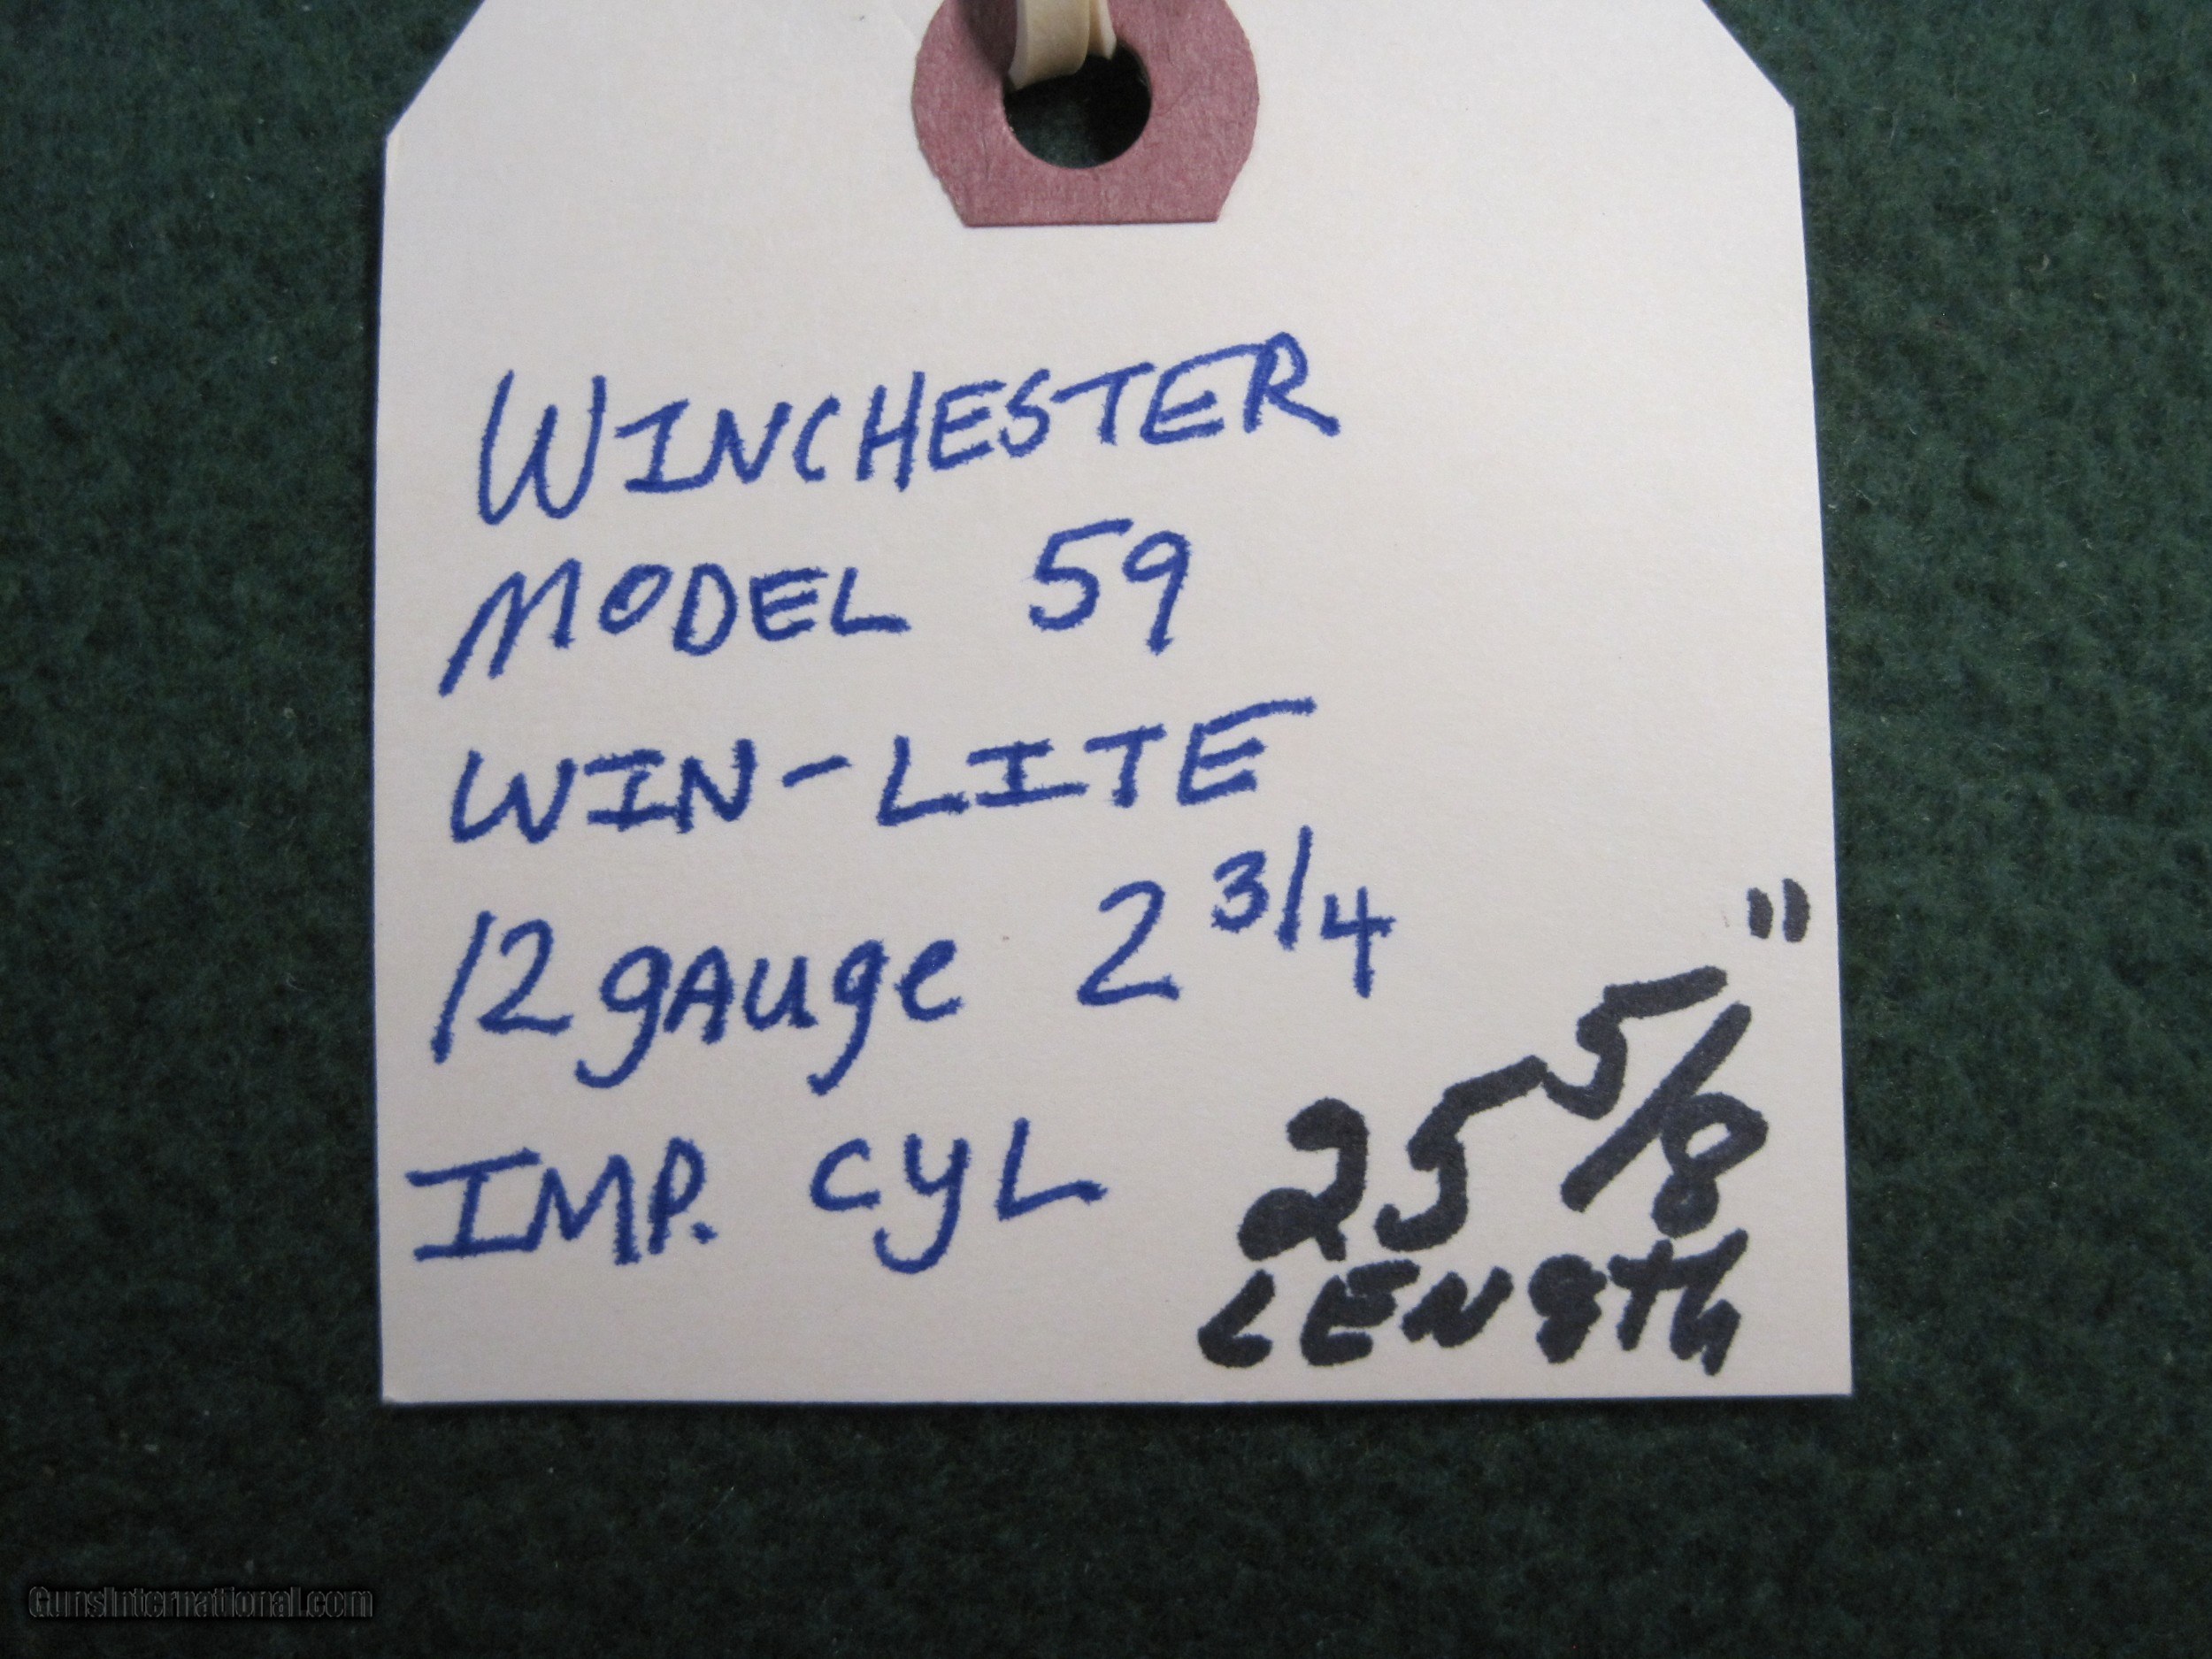 WINCHESTER
MODEL 59
WIN-LITE
12 gAuge 2 3/4
IMP. CYL
25 5/8"
LENgth
GunsInternational.com